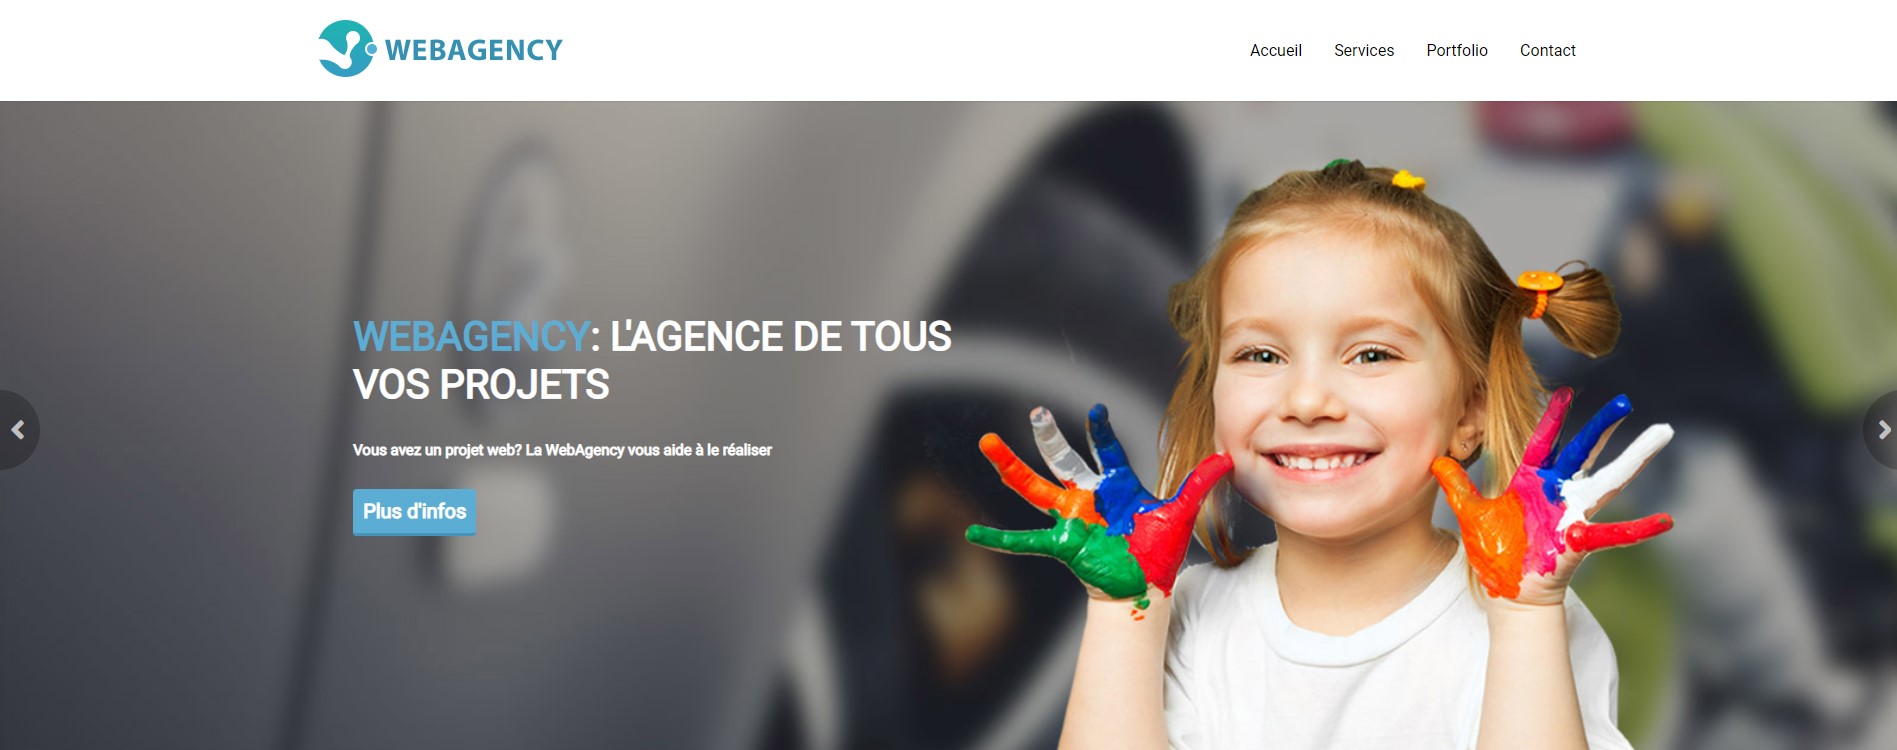 WEBAGENCY
Accueil Services Portfolio Contact
WEBAGENCY: L'AGENCE DE TOUS
VOS PROJETS
Vous avez un projet web? La WebAgency vous aide à le réaliser
Plus d'infos